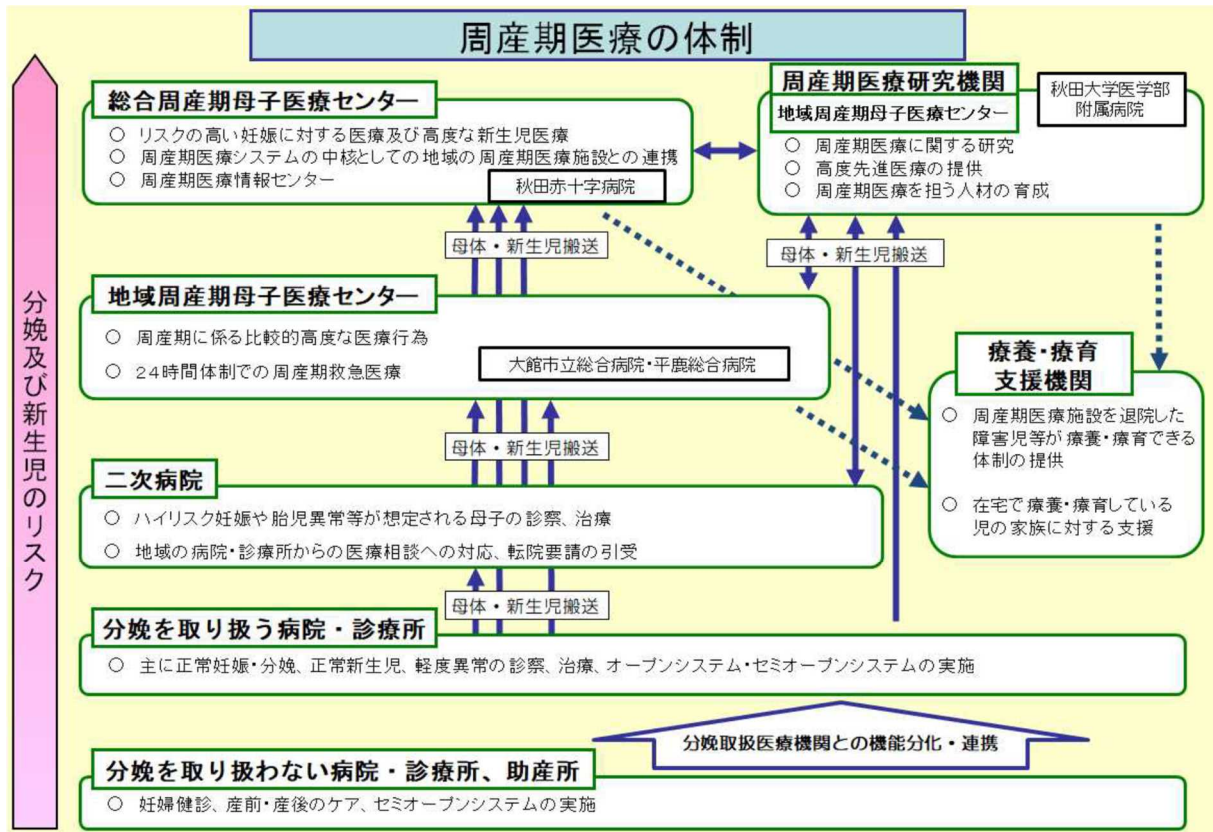 周産期医療の体制
分娩及び新生児のリスク
総合周産期母子医療センター
○ リスクの高い妊娠に対する医療及び高度な新生児医療
○ 周産期医療システムの中核としての地域の周産期医療施設との連携
○ 周産期医療情報センター
秋田赤十字病院
周産期医療研究機関
地域周産期母子医療センター
秋田大学医学部
附属病院
○ 周産期医療に関する研究
○ 高度先進医療の提供
○ 周産期医療を担う人材の育成
母体・新生児搬送
母体・新生児搬送
地域周産期母子医療センター
○ 周産期に係る比較的高度な医療行為
○ 24時間体制での周産期救急医療
大館市立総合病院・平鹿総合病院
療養・療育
支援機関
○ 周産期医療施設を退院した
障害児等が療養・療育できる
体制の提供
○ 在宅で療養・療育している
児の家族に対する支援
母体・新生児搬送
二次病院
○ ハイリスク妊娠や胎児異常等が想定される母子の診察、治療
○ 地域の病院・診療所からの医療相談への対応、転院要請の引受
母体・新生児搬送
分娩を取り扱う病院・診療所
○ 主に正常妊娠・分娩、正常新生児、軽度異常の診察、治療、オープンシステム・セミオープンシステムの実施
分娩取扱医療機関との機能分化・連携
分娩を取り扱わない病院・診療所、助産所
○ 妊婦健診、産前・産後のケア、セミオープンシステムの実施